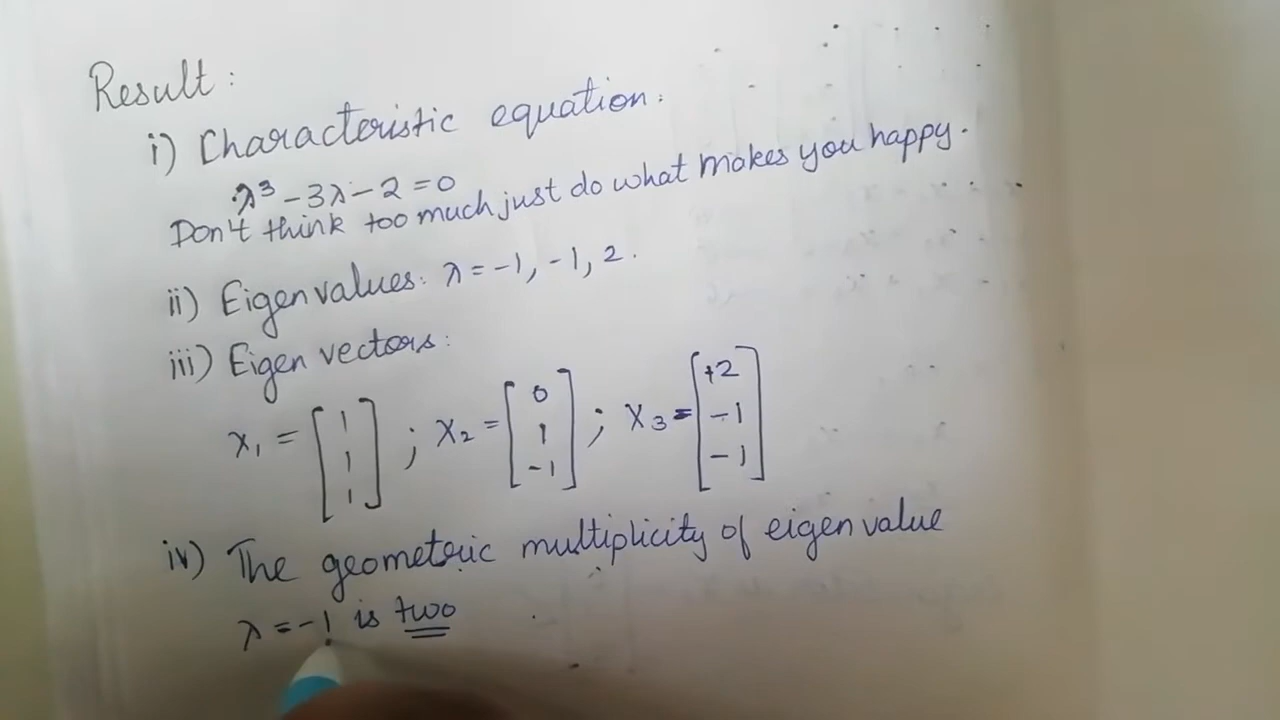 Result:
i) Characteristic equation.
λ³ - 3λ - 2 = 0
Don't think too much just do what makes you happy.
ii) Eigen values: λ = -1, -1, 2.
iii) Eigen vectors:
X₁ = [1 1 1] ; X₂ = [0 1 -1] ; X₃ = [+2 -1 -1]
iv) The geometric multiplicity of eigen value
λ = -1 is two